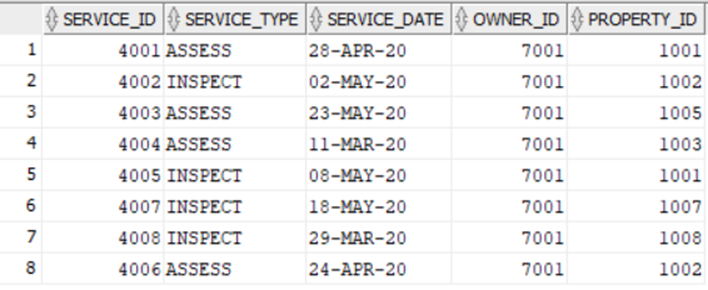 SERVICE_ID SERVICE_TYPE SERVICE_DATE OWNER_ID PROPERTY_ID
1 4001 ASSESS 28-APR-20 7001 1001
2 4002 INSPECT 02-MAY-20 7001 1002
3 4003 ASSESS 23-MAY-20 7001 1005
4 4004 ASSESS 11-MAR-20 7001 1003
5 4005 INSPECT 08-MAY-20 7001 1001
6 4007 INSPECT 18-MAY-20 7001 1007
7 4008 INSPECT 29-MAR-20 7001 1008
8 4006 ASSESS 24-APR-20 7001 1002